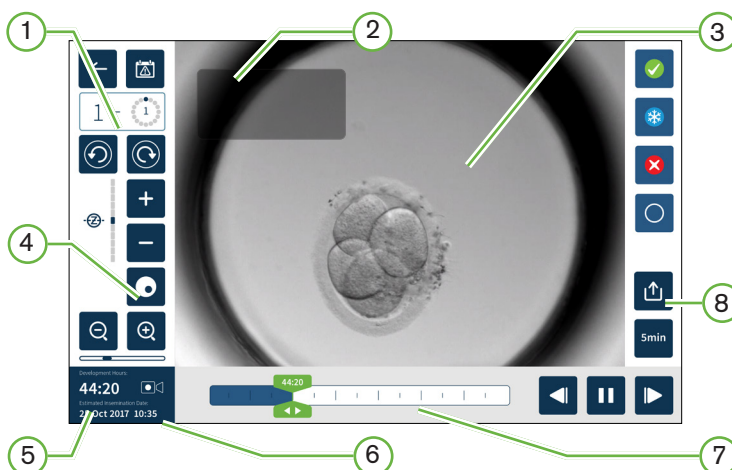 1
2
3
1 - 1
Z
4
8
5min
Development Hours:
44:20
Estimated Insemination Date:
Oct 2017 10:35
44:20
5
6
7